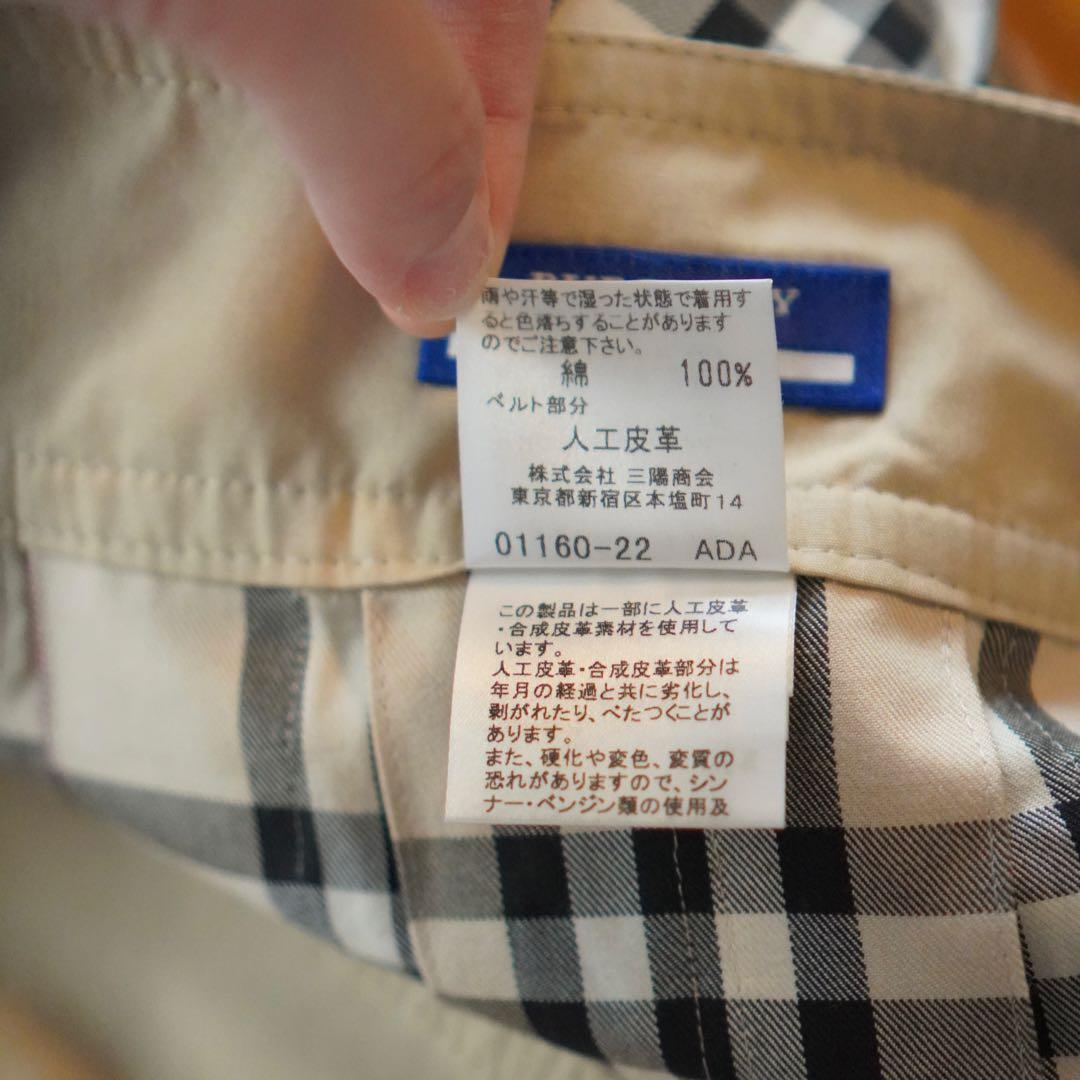 雨や汗等で湿った状態で着用す
ると色落ちすることがあります
のでご注意下さい。
綿 100%
ベルト部分
人工皮革
株式会社 三陽商会
東京都新宿区本塩町14
01160-22 ADA
この製品は一部に人工皮革
・合成皮革素材を使用して
います。
人工皮革・合成皮革部分は
年月の経過と共に劣化し、
剥がれたり、べたつくことが
あります。
また、硬化や変色、変質の
恐れがありますので、シン
ナー・ベンジン類の使用及